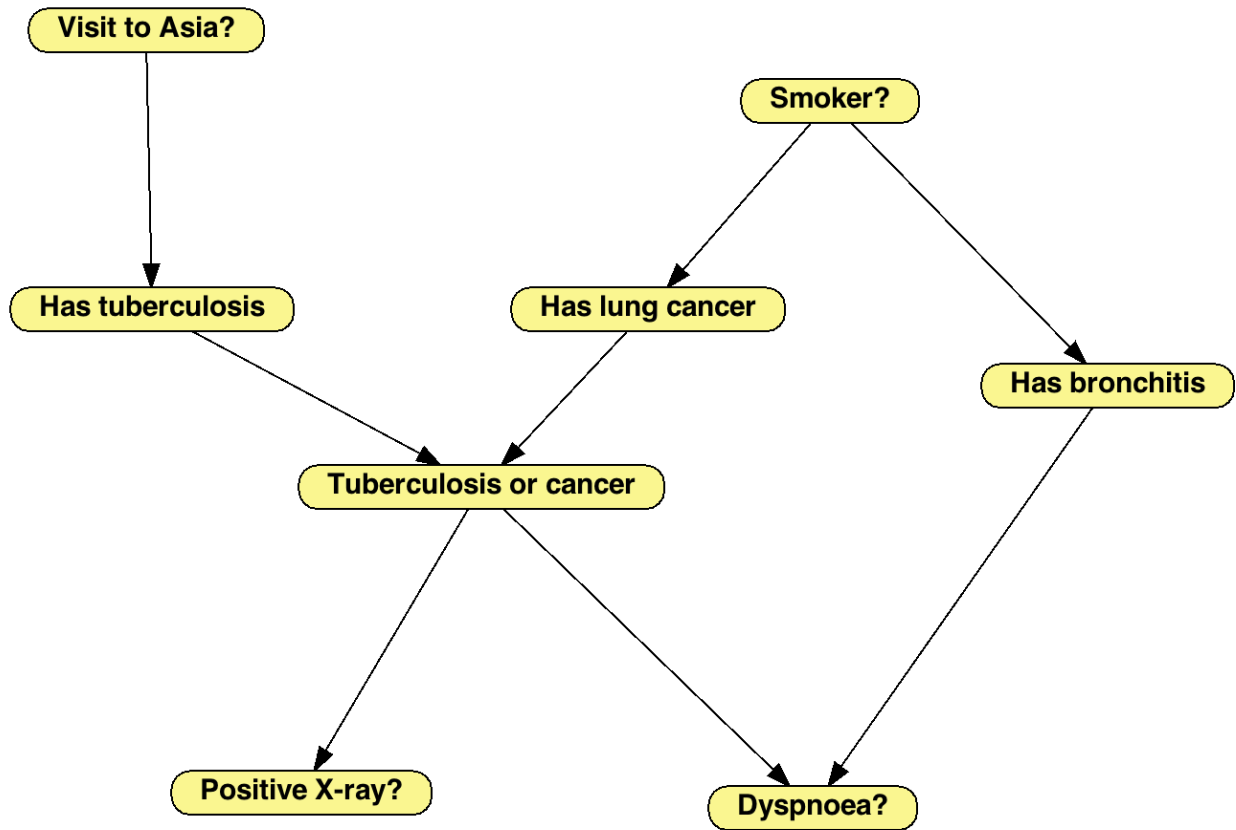 Visit to Asia?
Smoker?
Has tuberculosis
Has lung cancer
Has bronchitis
Tuberculosis or cancer
Positive X-ray?
Dyspnoea?